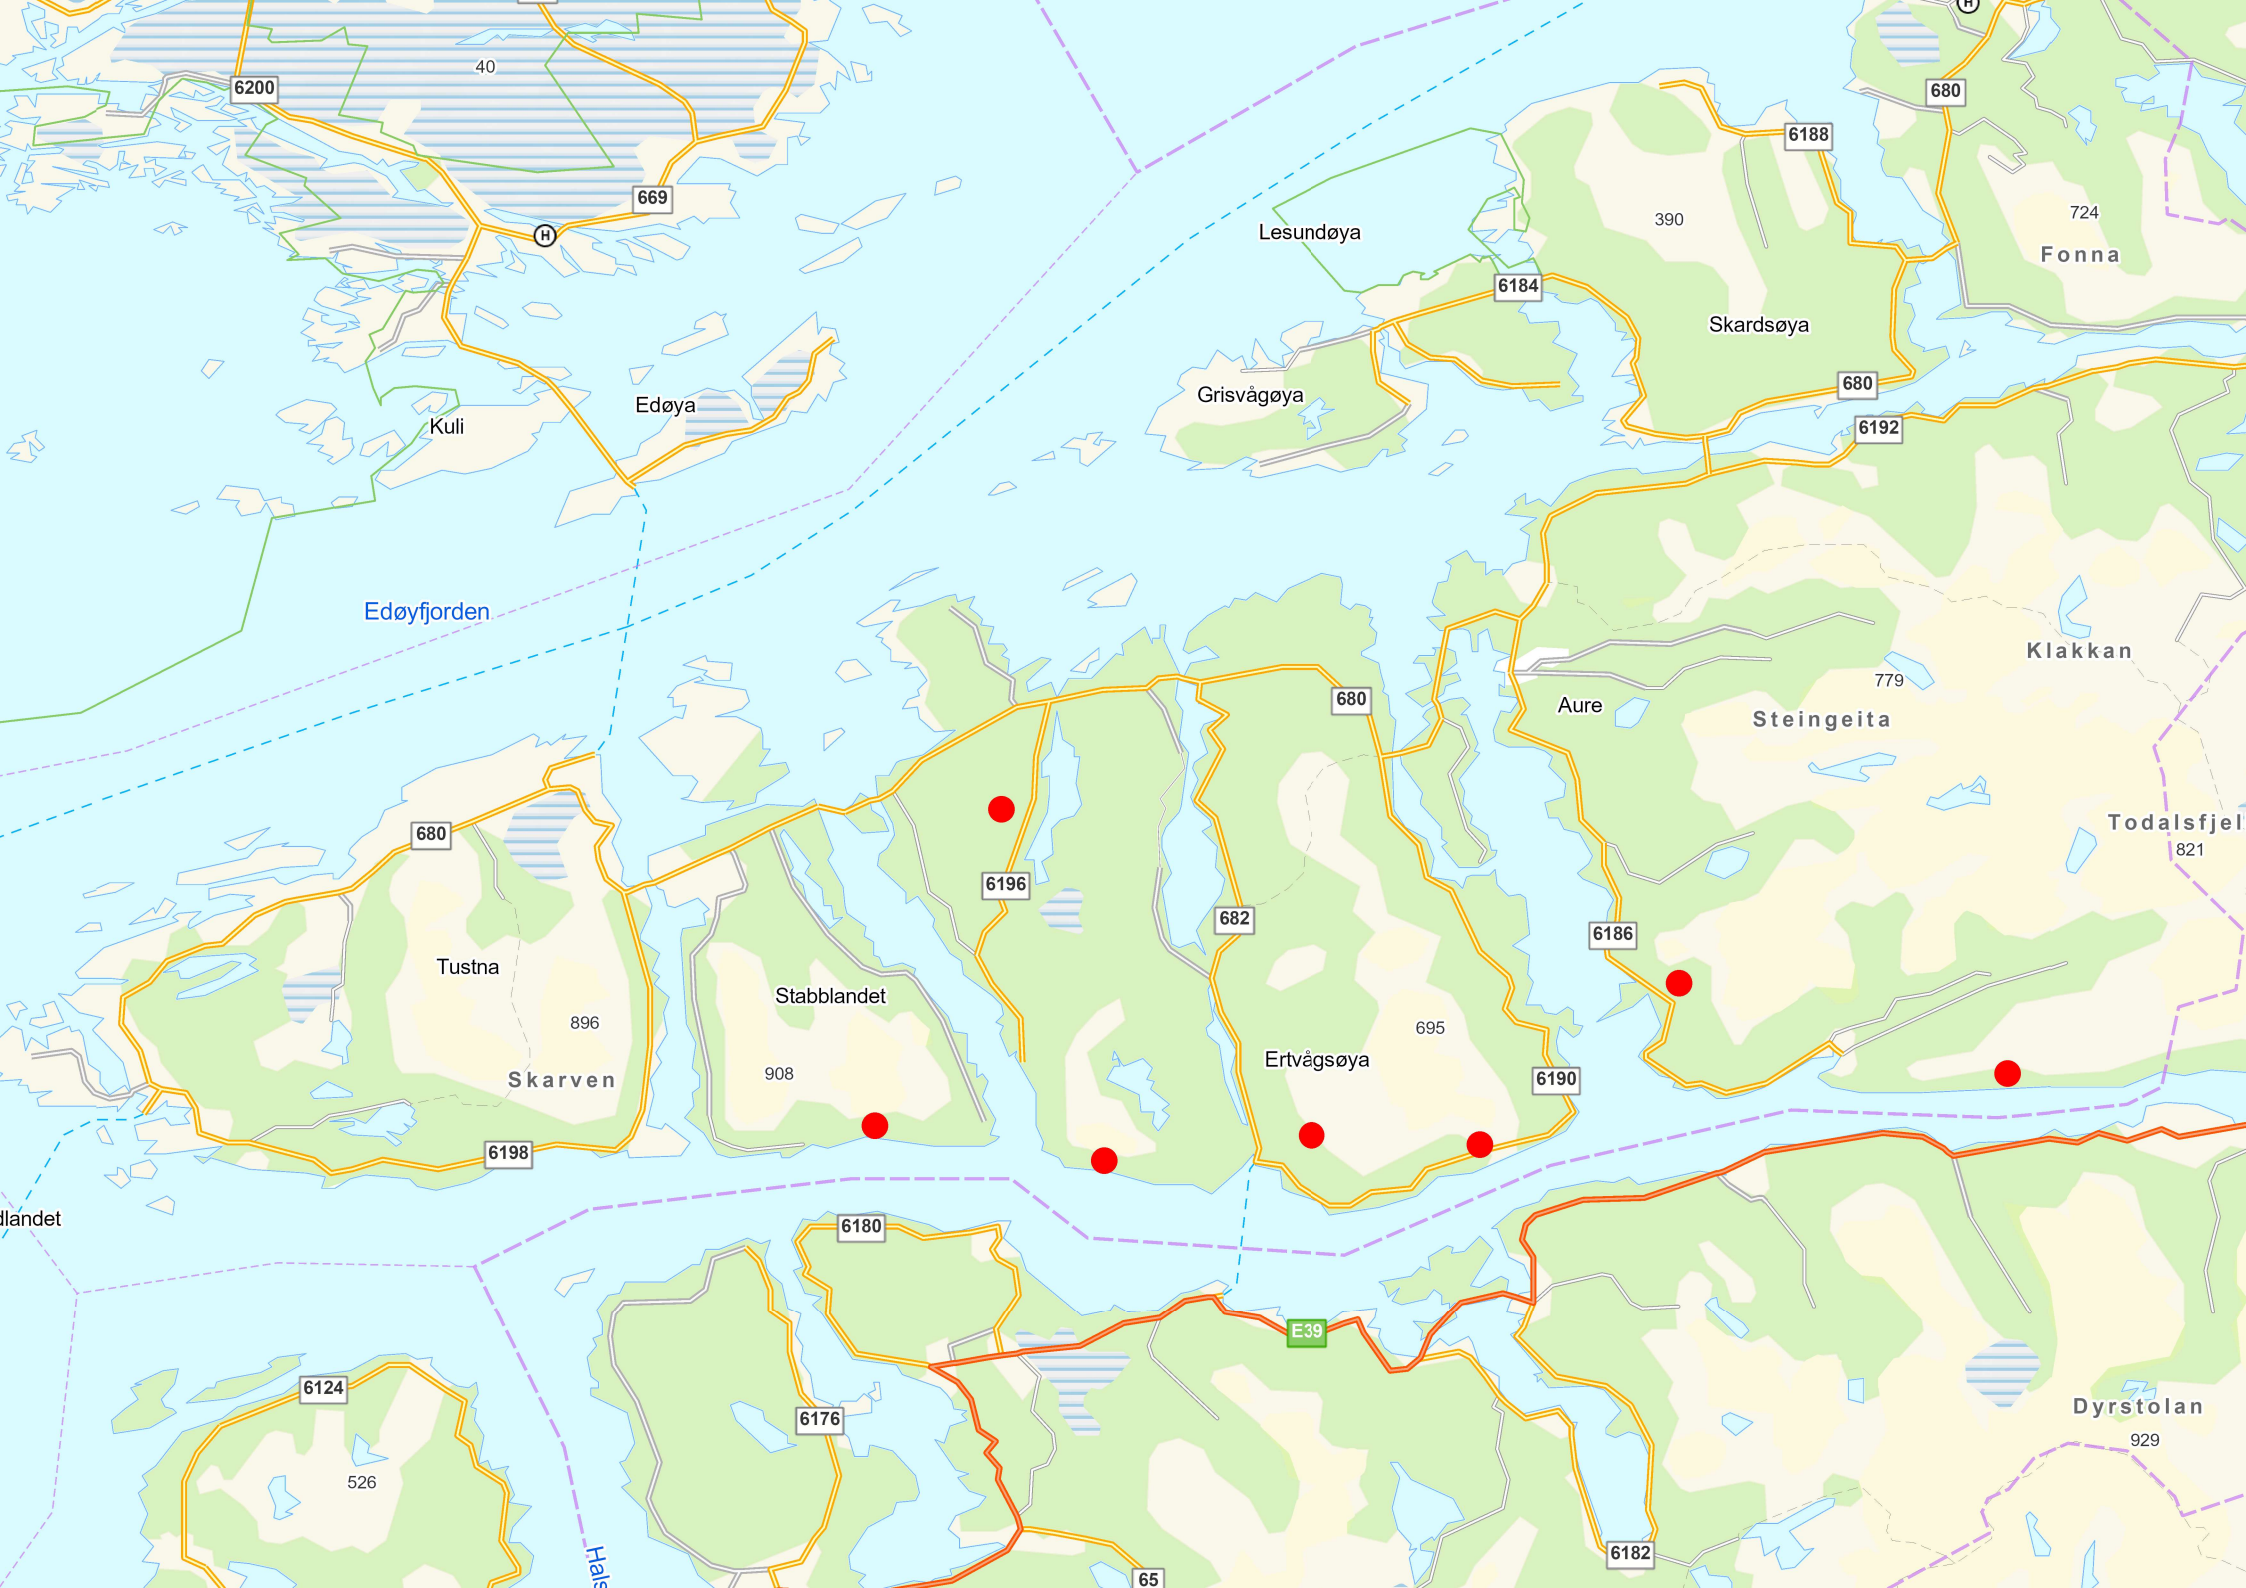 H
40
6200
680
6188
669
H
390
724
Lesundøya
Fonna
6184
Skardsøya
680
Grisvågøya
Edøya
Kuli
6192
Edøyfjorden
Klakkan
779
680
Aure
Steingeita
Todalsfjel
821
680
6196
682
6186
Tustna
Stabblandet
896
695
Ertvågsøya
908
Skarven
6190
6198
dlandet
6180
E39
6124
6176
Dyrstolan
929
526
6182
Hals
65